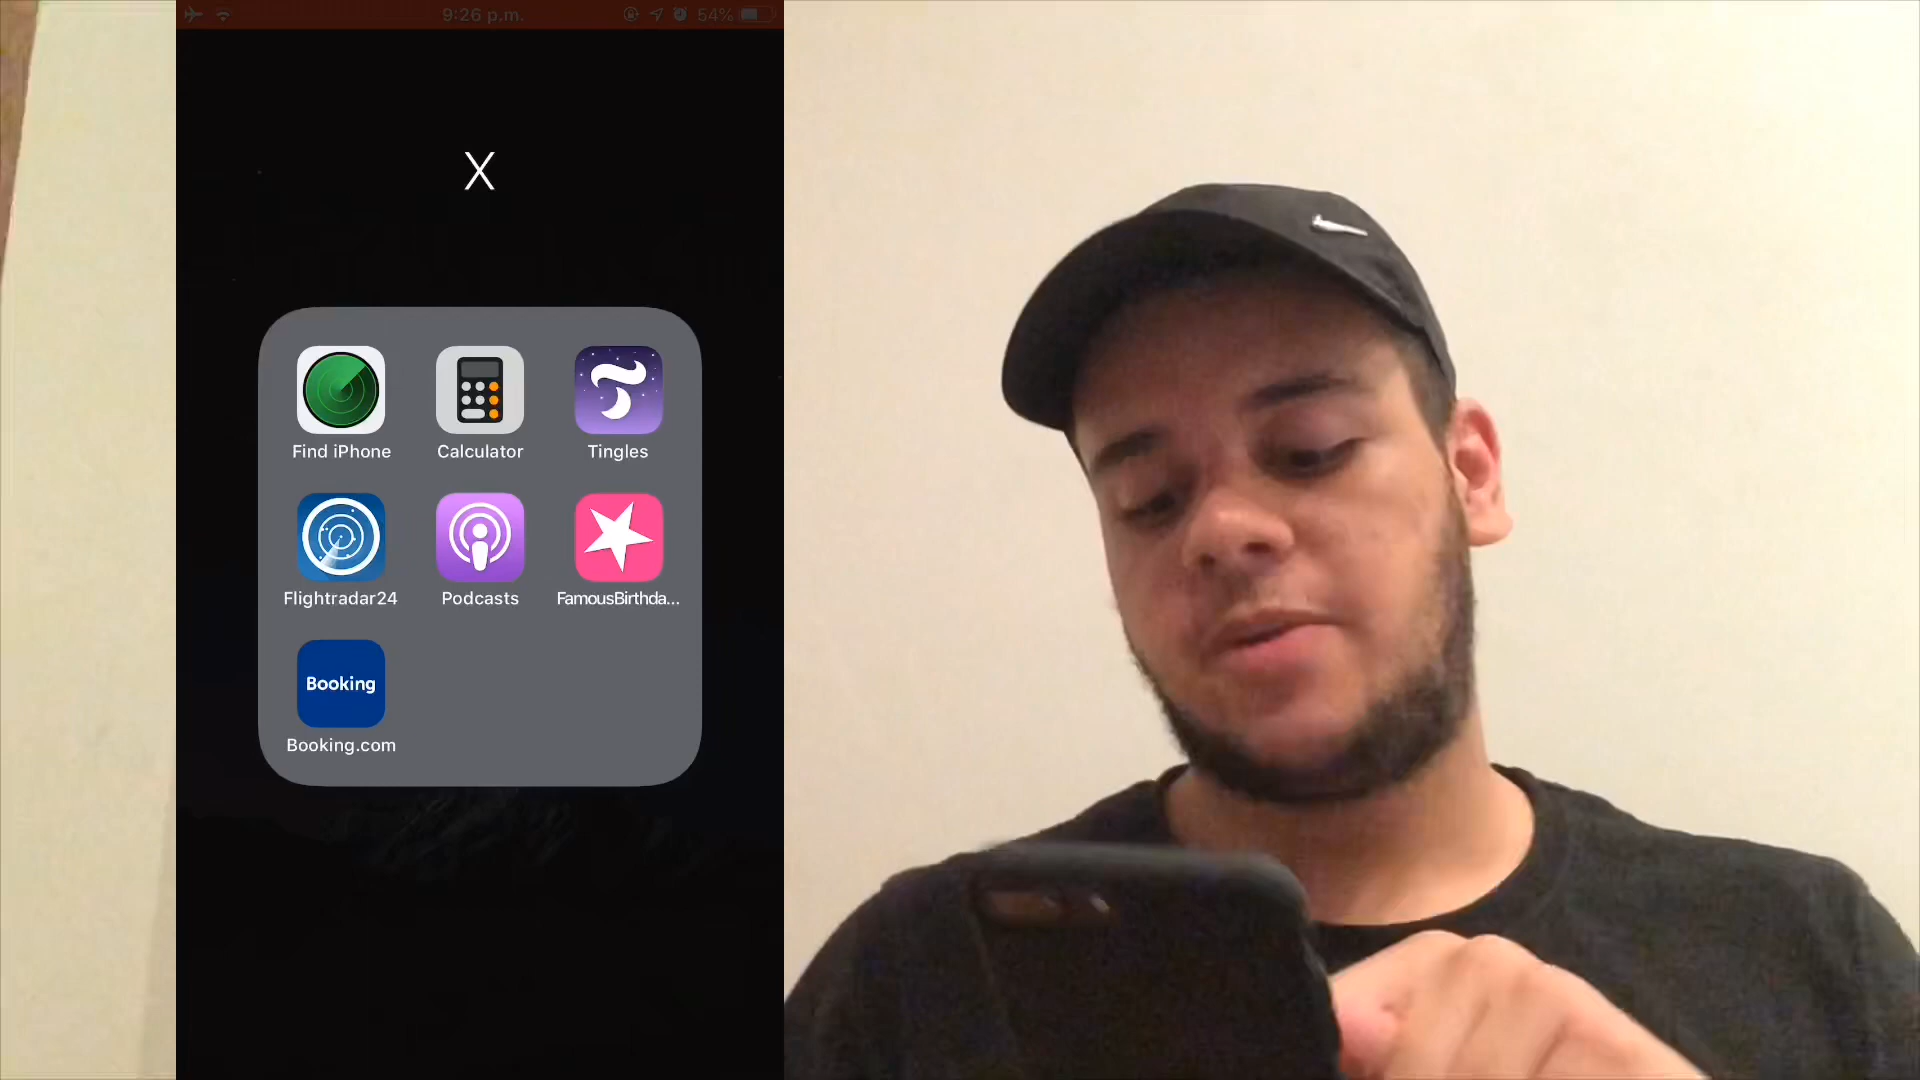 9:26 p.m. 54%
X
Find iPhone Calculator Tingles
Flightradar24 Podcasts FamousBirthda...
Booking
Booking.com